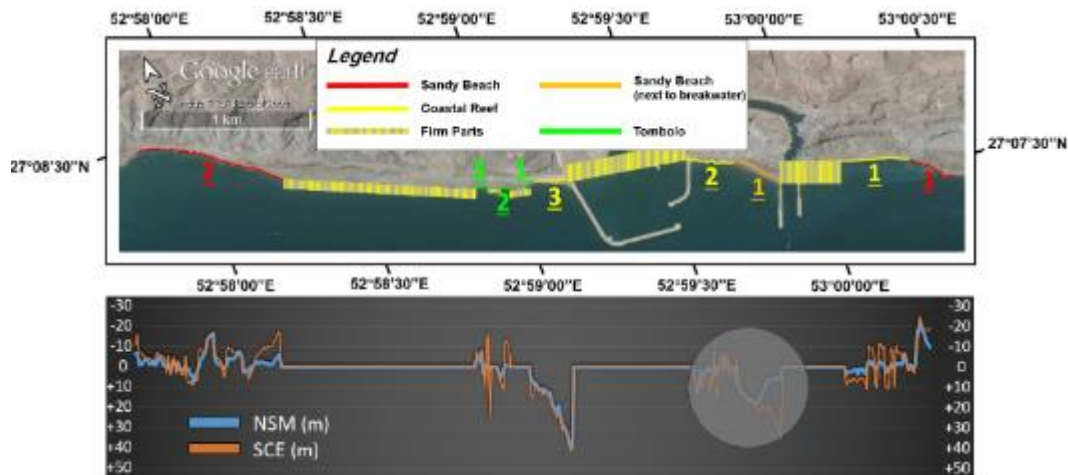 52°58'00"E 52°58'30"E 52°59'00"E 52°59'30"E 53°00'00"E 53°00'30"E
Legend
Sandy Beach
Sandy Beach
(next to breakwater)
Coastal Reef
Firm Parts
Tombolo
Google earth
1 km
27°08'30"N
27°07'30"N
2
3
2
1
3
2
1
1
1
52°58'00"E 52°58'30"E 52°59'00"E 52°59'30"E 53°00'00"E
-30 -30
-20 -20
-10 -10
0 0
+10 +10
+20 +20
+30 +30
+40 +40
+50 +50
NSM (m)
SCE (m)